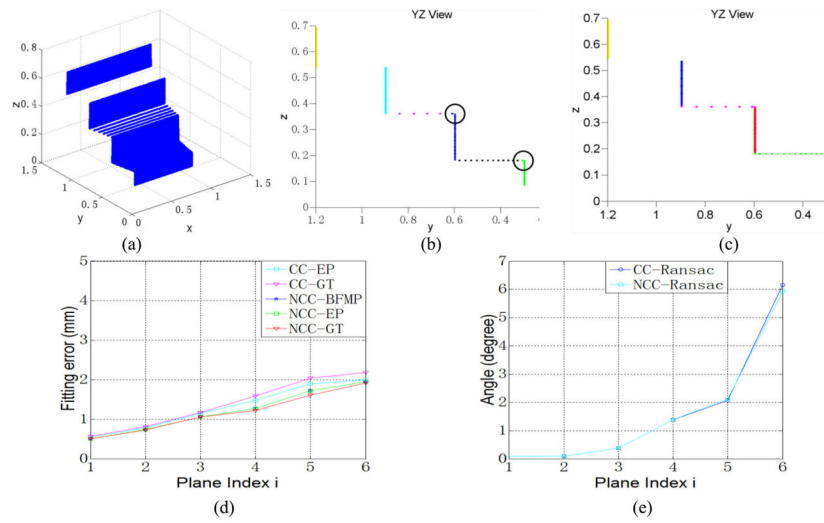 YZ View
YZ View
0.8
0.6
0.4
0.2
0
z
1.5
1
0.5
0
y
0
0.5
1
1.5
x
(a)
0.7
0.6
0.5
0.4
0.3
0.2
0.1
0
z
1.2
1
0.8
0.6
0.4
y
(b)
0.7
0.6
0.5
0.4
0.3
0.2
0.1
0
z
1.2
1
0.8
0.6
0.4
y
(c)
5
4
3
2
1
0
Fitting error (mm)
CC-EP
CC-GT
NCC-BFMP
NCC-EP
NCC-GT
1 2 3 4 5 6
Plane Index i
(d)
7
6
5
4
3
2
1
0
Angle (degree)
CC-Ransac
NCC-Ransac
1 2 3 4 5 6
Plane Index i
(e)